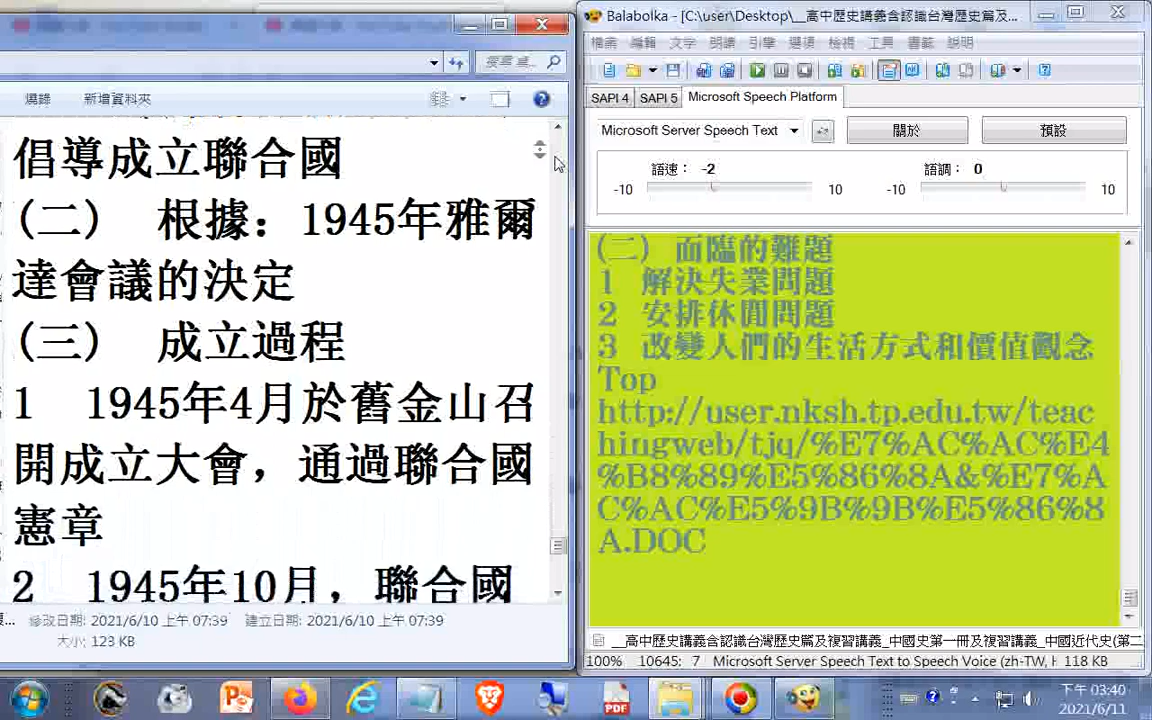 倡導成立聯合國
(二)　根據：1945年雅爾
達會議的決定
(三)　成立過程
1　1945年4月於舊金山召
開成立大會，通過聯合國
憲章
2　1945年10月，聯合國
新增資料夾
修改日期: 2021/6/10 上午 07:39　建立日期: 2021/6/10 上午 07:39
大小: 123 KB
Balabolka - [C:\user\Desktop\__高中歷史講義含認識台灣歷史篇及...
檔案 編輯 文字 朗讀 引擎 選項 檢視 工具 書籤 說明
SAPI 4 SAPI 5 Microsoft Speech Platform
Microsoft Server Speech Text 關於 預設
語速： -2 語調： 0
-10 10 -10 10
(二)　面臨的難題
1　解決失業問題
2　安排休閒問題
3　改變人們的生活方式和價值觀念
Top
http://user.nksh.tp.edu.tw/teac
hingweb/tjq/%E7%AC%AC%E4
%B8%89%E5%86%8A&%E7%A
C%AC%E5%9B%9B%E5%86%8
A.DOC
__高中歷史講義含認識台灣歷史篇及複習講義_中國史第一冊及複習講義_中國近代史(第二
100% 10645: 7 Microsoft Server Speech Text to Speech Voice (zh-TW, H 118 KB
下午 03:40
2021/6/11